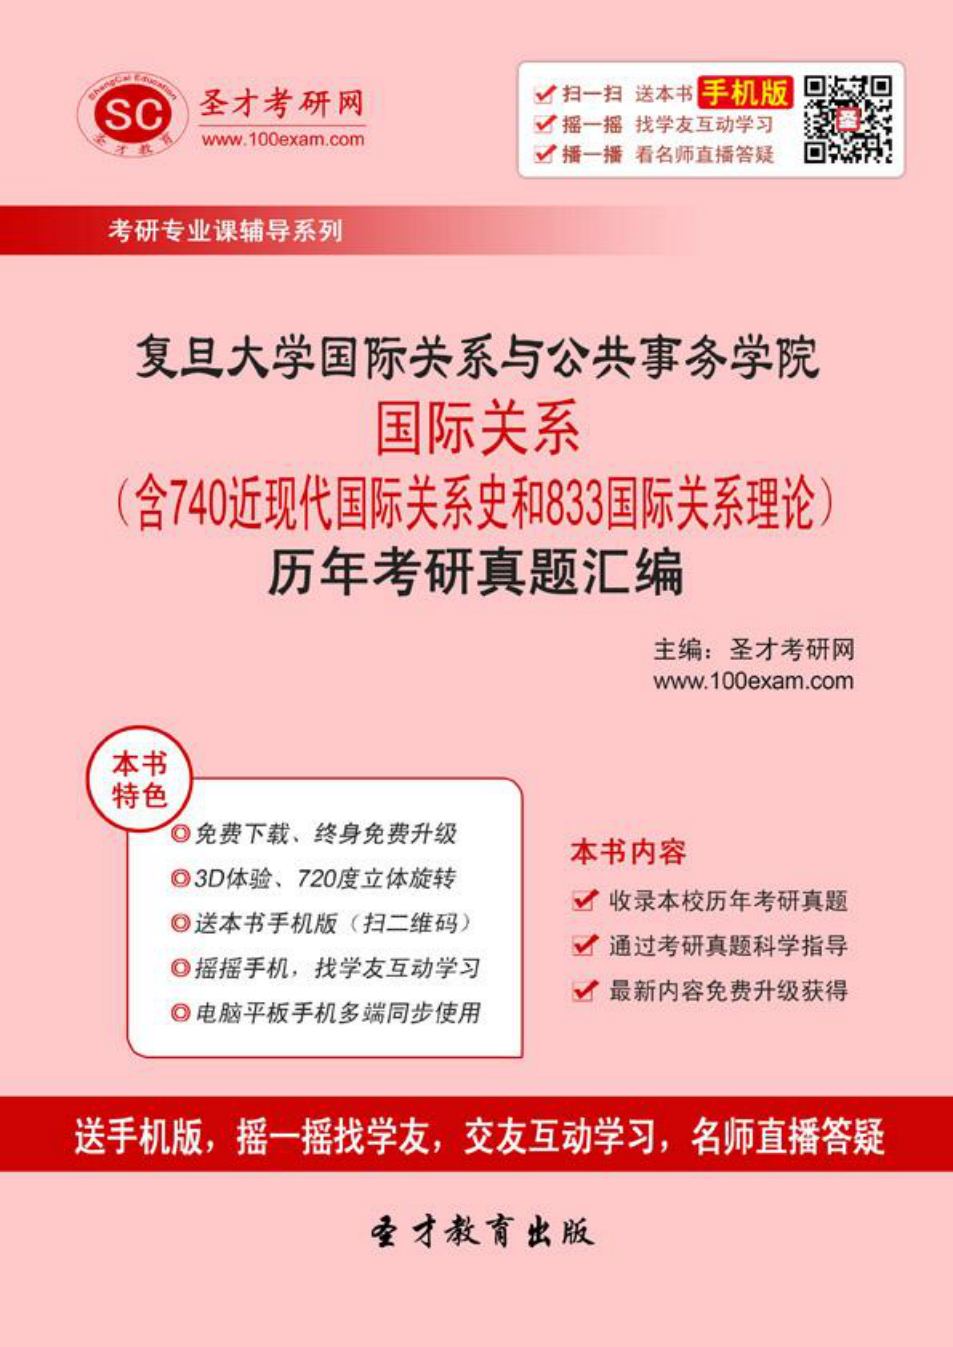 ShengCai Education
SC
圣才教育
圣才考研网
www.100exam.com
扫一扫 送本书 手机版
摇一摇 找学友互动学习
播一播 看名师直播答疑
圣
考研专业课辅导系列
复旦大学国际关系与公共事务学院
国际关系
（含740近现代国际关系史和833国际关系理论）
历年考研真题汇编
主编：圣才考研网
www.100exam.com
本书
特色
◎免费下载、终身免费升级
◎3D体验、720度立体旋转
◎送本书手机版（扫二维码）
◎摇摇手机，找学友互动学习
◎电脑平板手机多端同步使用
本书内容
收录本校历年考研真题
通过考研真题科学指导
最新内容免费升级获得
送手机版，摇一摇找学友，交友互动学习，名师直播答疑
圣才教育出版